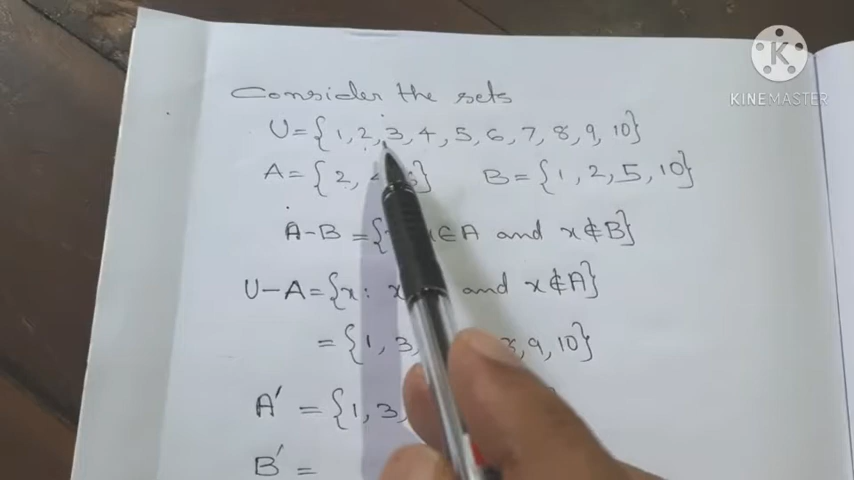 KINEMASTER
Consider the sets
U = {1, 2, 3, 4, 5, 6, 7, 8, 9, 10}
A = {2, } B = {1, 2, 5, 10}
A - B = { ∈ A and x ∉ B}
U - A = {x: x and x ∉ A}
= {1, 3, 9, 10}
A' = {1, 3,
B' =